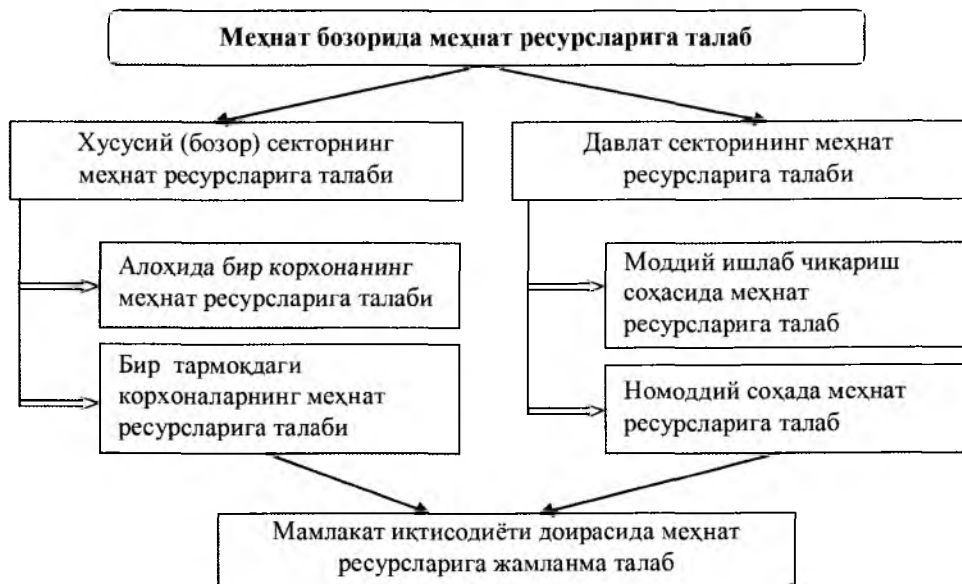 Меҳнат бозорида меҳнат ресурсларига талаб
Хусусий (бозор) секторнинг
меҳнат ресурсларига талаби
Алоҳида бир корхонанинг
меҳнат ресурсларига талаби
Бир тармоқдаги
корхоналарнинг меҳнат
ресурсларига талаби
Давлат секторининг меҳнат
ресурсларига талаби
Моддий ишлаб чиқариш
соҳасида меҳнат
ресурсларига талаб
Номоддий соҳада меҳнат
ресурсларига талаб
Мамлакат иқтисодиёти доирасида меҳнат
ресурсларига жамланма талаб